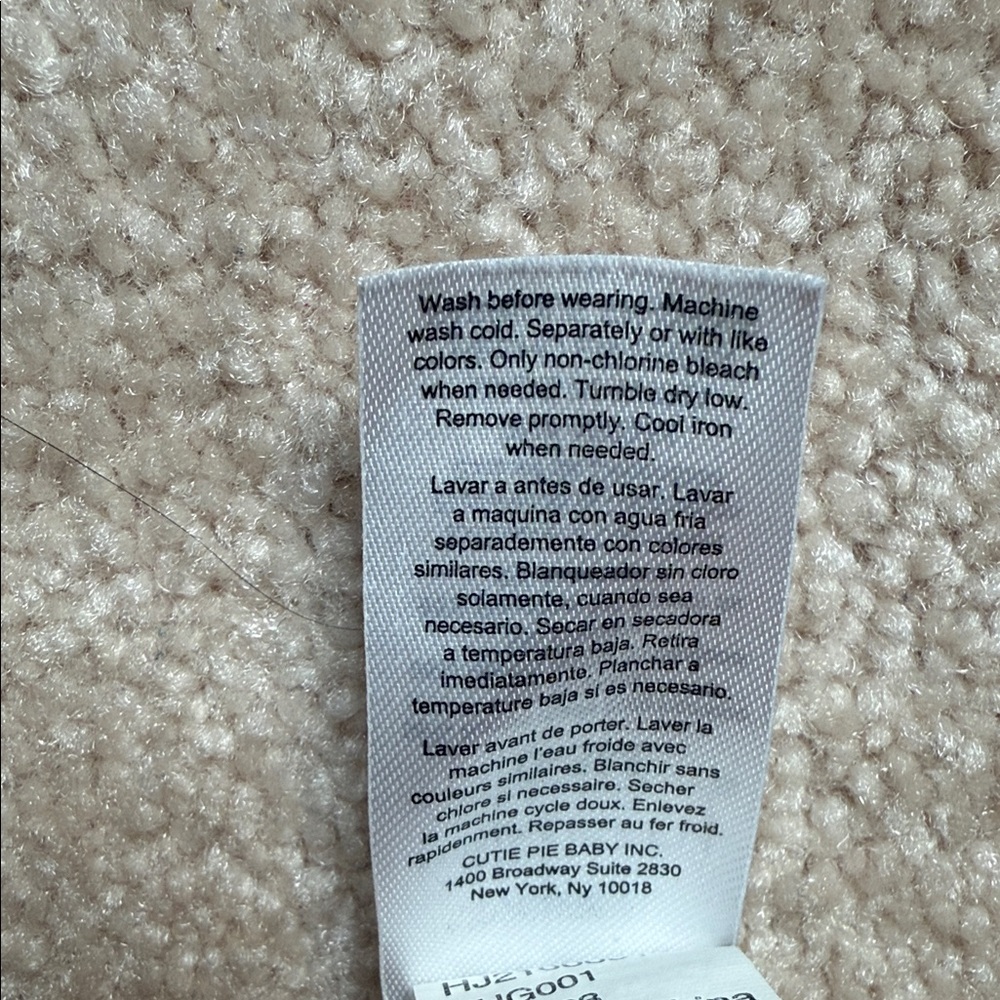 Wash before wearing. Machine
wash cold. Separately or with like
colors. Only non-chlorine bleach
when needed. Tumble dry low.
Remove promptly. Cool iron
when needed.
Lavar a antes de usar. Lavar
a maquina con agua fria
separademente con colores
similares. Blanqueador sin cloro
solamente, cuando sea
necesario. Secar en secadora
a temperatura baja. Retira
imediatamente. Planchar a
temperature baja si es necesario.
Laver avant de porter. Laver la
machine l'eau froide avec
couleurs similaires. Blanchir sans
chlore si necessaire. Secher
la machine cycle doux. Enlevez
rapidenment. Repasser au fer froid.
CUTIE PIE BABY INC.
1400 Broadway Suite 2830
New York, Ny 10018